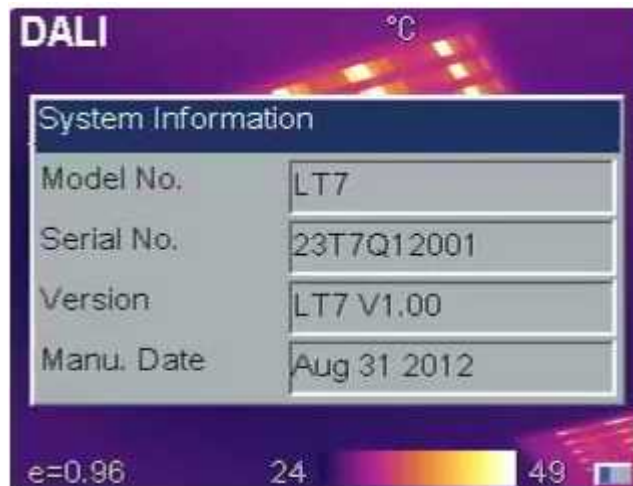 DALI °C
System Information
Model No. LT7
Serial No. 23T7Q12001
Version LT7 V1.00
Manu. Date Aug 31 2012
e=0.96 24 49